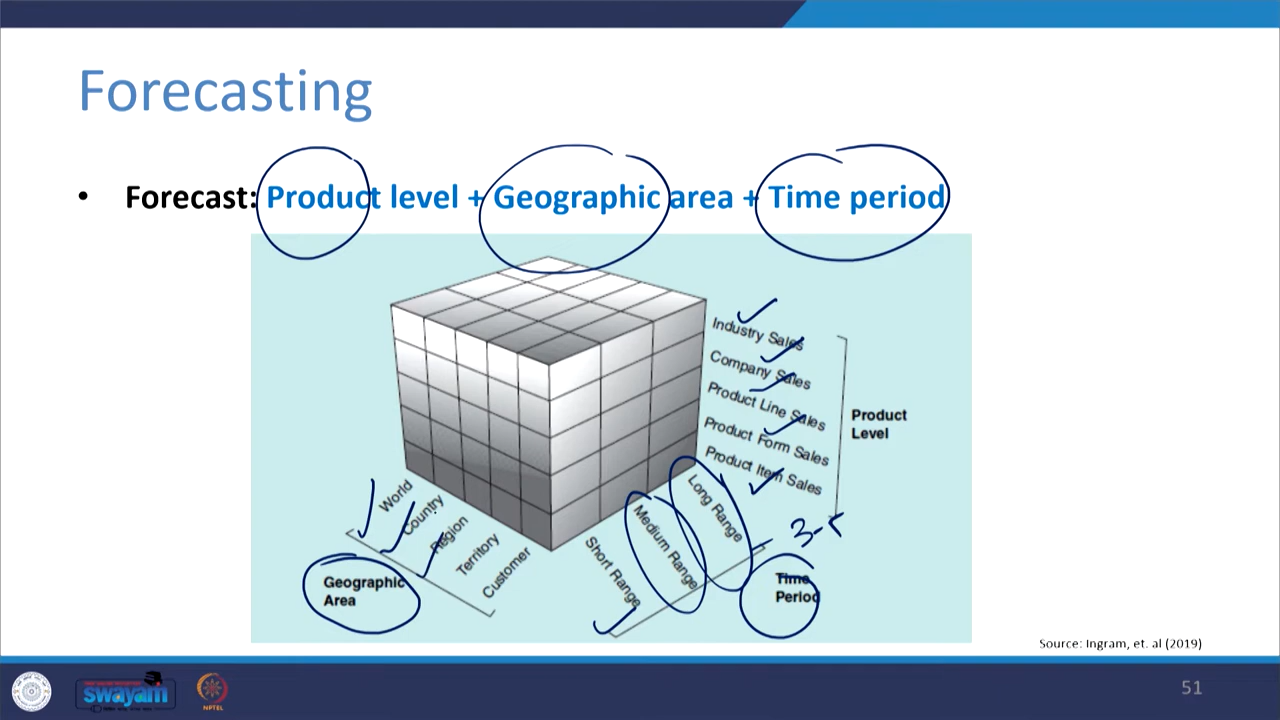 Forecasting
• Forecast: Product level + Geographic area + Time period
Industry Sales
Company Sales
Product Line Sales
Product Form Sales
Product Item Sales
Product
Level
World
Country
Region
Territory
Customer
Geographic
Area
Short Range
Medium Range
Long Range
Time
Period
Source: Ingram, et. al (2019)
swayam
NPTEL
51